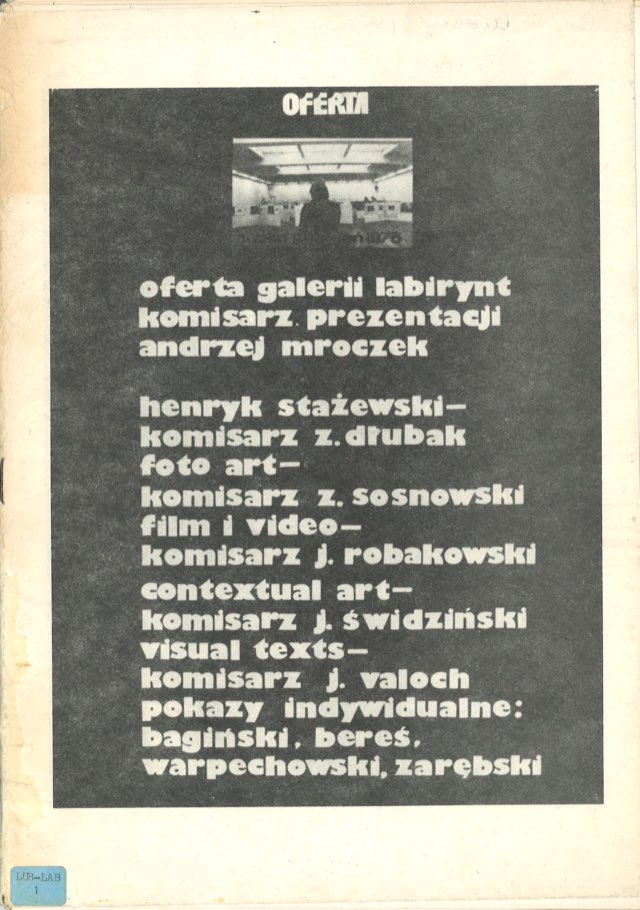 OFERTA
oferta galerii labirynt
komisarz prezentacji
andrzej mroczek
henryk stażewski—
komisarz z. dłubak
foto art—
komisarz z. sosnowski
film i video—
komisarz j. robakowski
contextual art—
komisarz j. świdziński
visual texts—
komisarz j. valoch
pokazy indywidualne:
bagiński, bereś,
warpechowski, zarębski
LUB-LAB
1